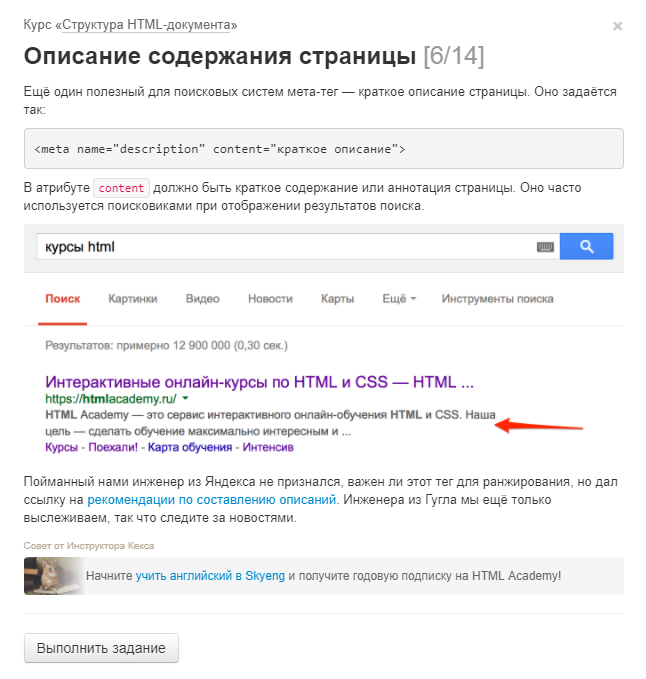 Курс «Структура HTML-документа»
×
Описание содержания страницы [6/14]
Ещё один полезный для поисковых систем мета-тег — краткое описание страницы. Оно задаётся
так:
<meta name="description" content="краткое описание">
В атрибуте content должно быть краткое содержание или аннотация страницы. Оно часто
используется поисковиками при отображении результатов поиска.
курсы html
Поиск Картинки Видео Новости Карты Ещё Инструменты поиска
Результатов: примерно 12 900 000 (0,30 сек.)
Интерактивные онлайн-курсы по HTML и CSS — HTML ...
https://htmlacademy.ru/
HTML Academy — это сервис интерактивного онлайн-обучения HTML и CSS. Наша
цель — сделать обучение максимально интересным и ...
Курсы - Поехали! - Карта обучения - Интенсив
Пойманный нами инженер из Яндекса не признался, важен ли этот тег для ранжирования, но дал
ссылку на рекомендации по составлению описаний. Инженера из Гугла мы ещё только
выслеживаем, так что следите за новостями.
Совет от Инструктора Кекса
Начните учить английский в Skyeng и получите годовую подписку на HTML Academy!
Выполнить задание